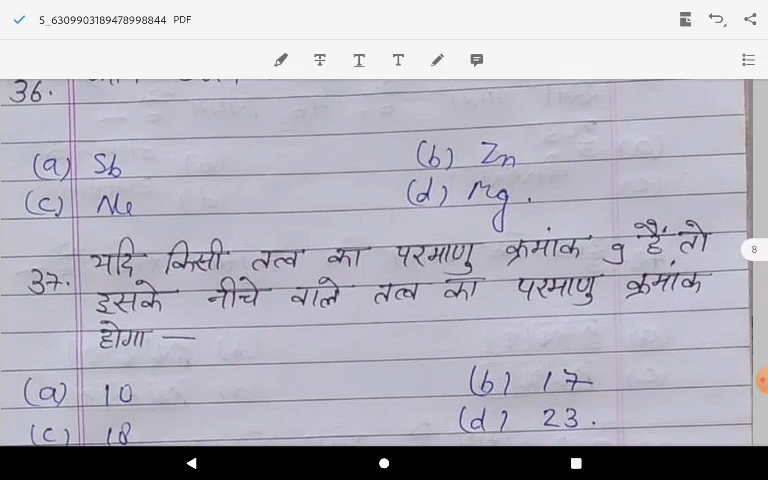 5_6309903189478998844 PDF
36.
(a) Sb (b) Zn
(c) Ne (d) Mg.
37. यदि किसी तत्व का परमाणु क्रमांक 9 हैं तो
इसके नीचे वाले तत्व का परमाणु क्रमांक
होगा —
(a) 10 (b) 17
(c) 18 (d) 23.
8